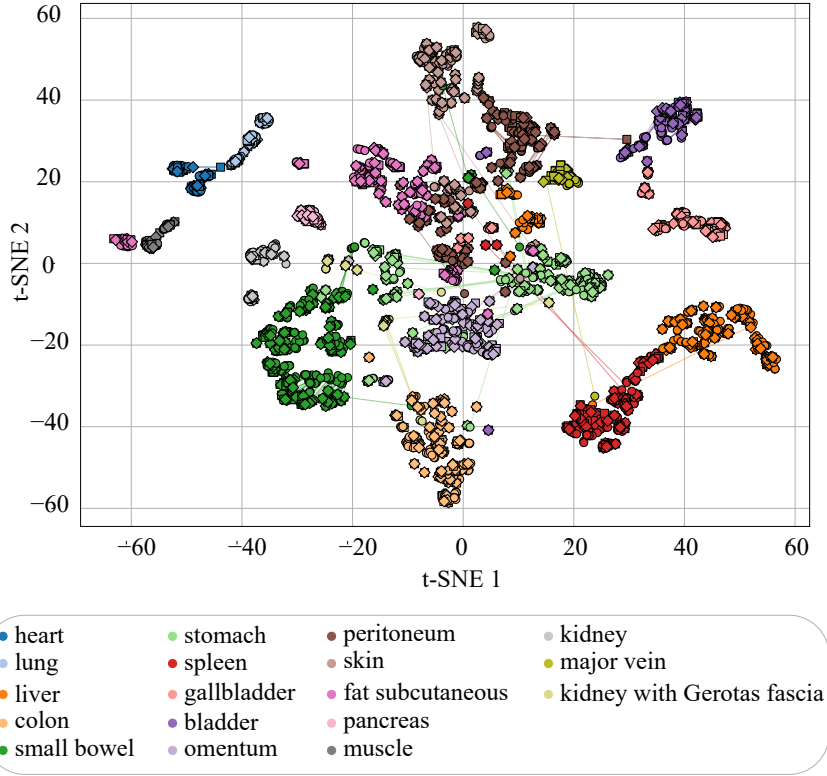 60
40
20
0
−20
−40
−60
t-SNE 2
−60 −40 −20 0 20 40 60
t-SNE 1
heart stomach peritoneum kidney
lung spleen skin major vein
liver gallbladder fat subcutaneous kidney with Gerotas fascia
colon bladder pancreas
small bowel omentum muscle